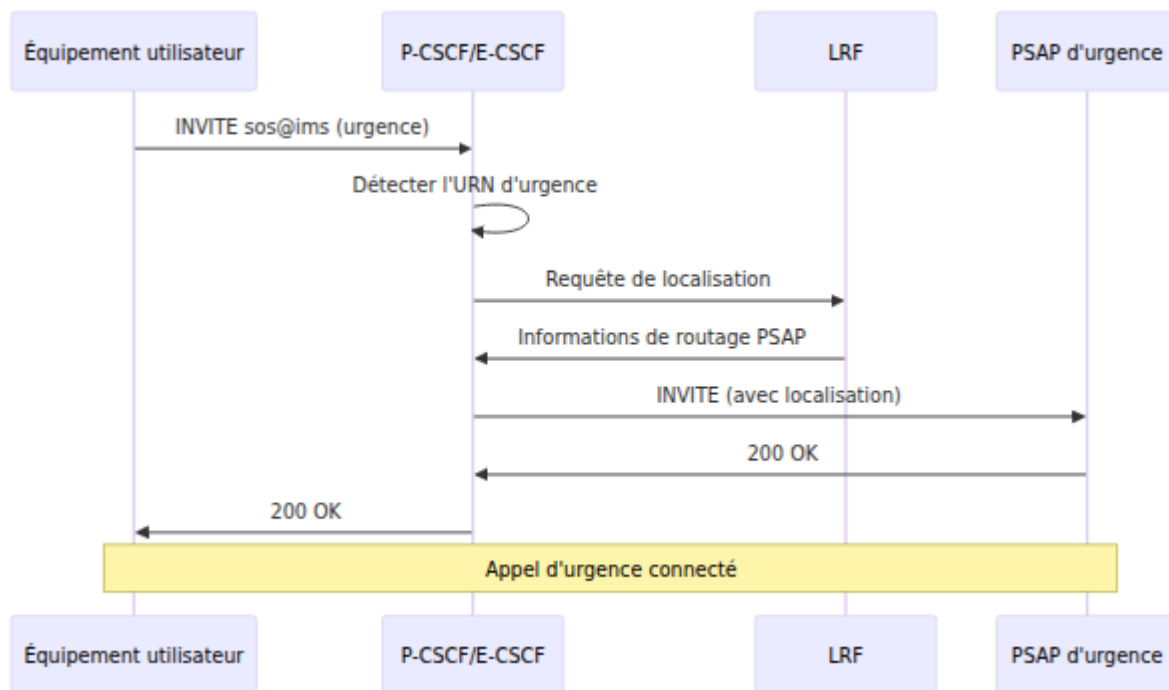 Équipement utilisateur
P-CSCF/E-CSCF
LRF
PSAP d'urgence
INVITE sos@ims (urgence)
Détecter l'URN d'urgence
Requête de localisation
Informations de routage PSAP
INVITE (avec localisation)
200 OK
200 OK
Appel d'urgence connecté
Équipement utilisateur
P-CSCF/E-CSCF
LRF
PSAP d'urgence